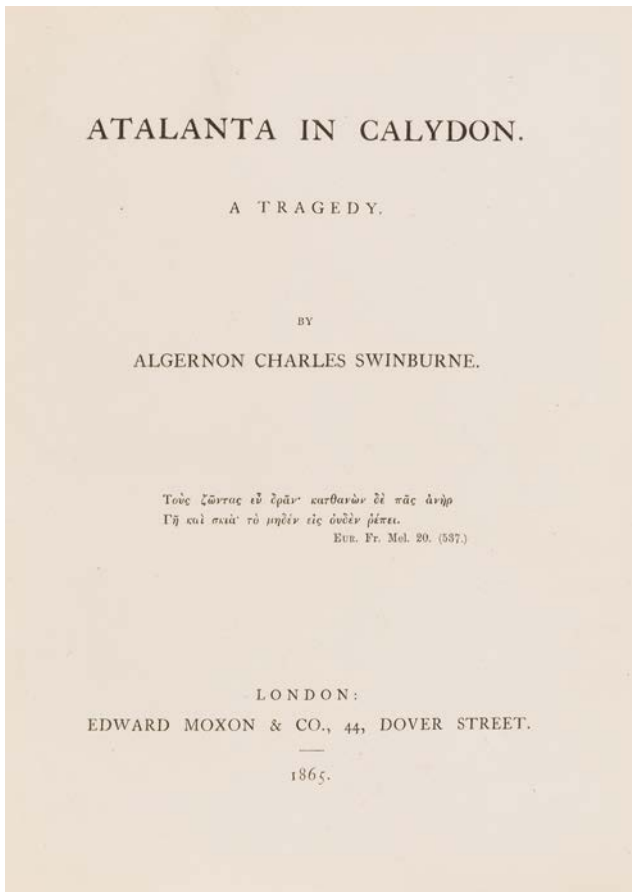 ATALANTA IN CALYDON.
A TRAGEDY.
BY
ALGERNON CHARLES SWINBURNE.
Τοὺς ζῶντας εὖ δρᾶν· κατθανὼν δὲ πᾶς ἀνὴρ
Γῆ καὶ σκιά· τὸ μηδὲν εἰς οὐδὲν ῥέπει.
EUR. Fr. Mel. 20. (537.)
LONDON:
EDWARD MOXON & CO., 44, DOVER STREET.
1865.